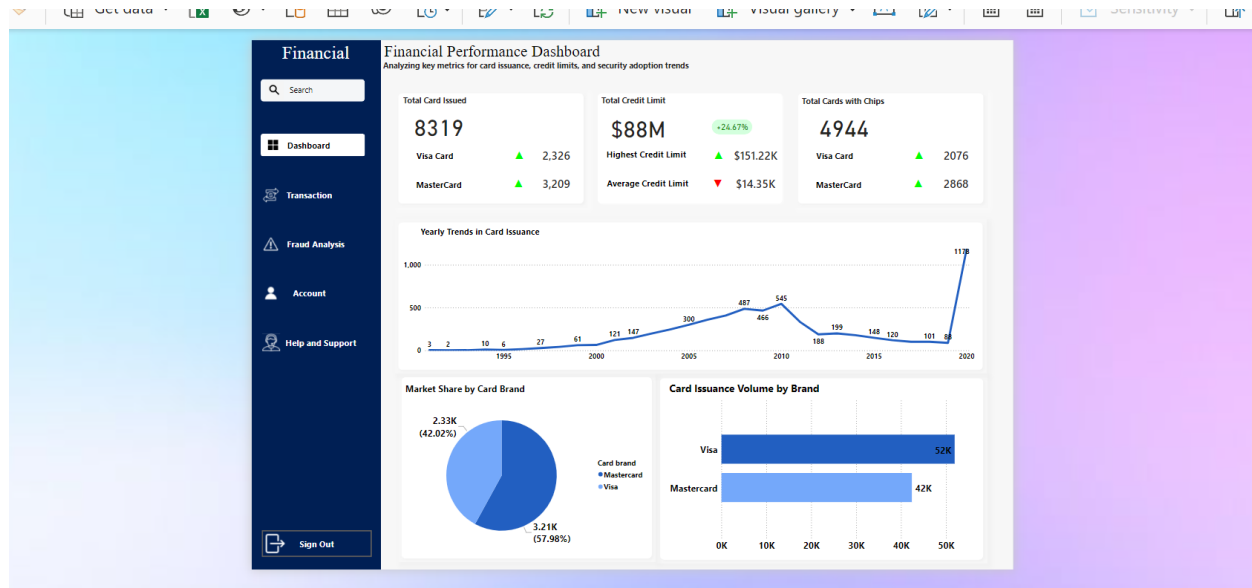 Get data
New visual
Visual gallery
Sensitivity
Financial
Search
Dashboard
Transaction
Fraud Analysis
Account
Help and Support
Sign Out
Financial Performance Dashboard
Analyzing key metrics for card issuance, credit limits, and security adoption trends
Total Card Issued
8319
Visa Card ▲ 2,326
MasterCard ▲ 3,209
Total Credit Limit
$88M +24.67%
Highest Credit Limit ▲ $151.22K
Average Credit Limit ▼ $14.35K
Total Cards with Chips
4944
Visa Card ▲ 2076
MasterCard ▲ 2868
Yearly Trends in Card Issuance
1,000
500
0
3 2 10 6 27 61 121 147 300 487 466 545 188 199 148 120 101 88 1178
1995 2000 2005 2010 2015 2020
Market Share by Card Brand
2.33K
(42.02%)
3.21K
(57.98%)
Card brand
Mastercard
Visa
Card Issuance Volume by Brand
Visa 52K
Mastercard 42K
0K 10K 20K 30K 40K 50K